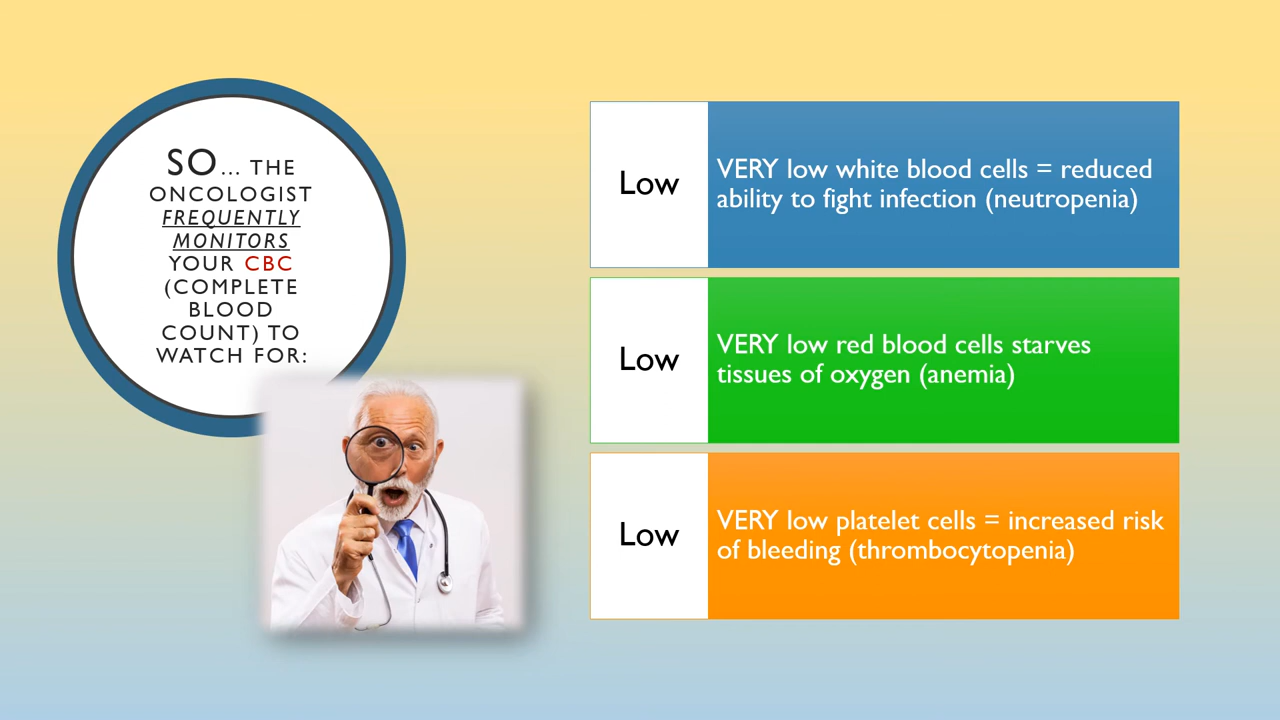 SO... THE
ONCOLOGIST
FREQUENTLY
MONITORS
YOUR CBC
(COMPLETE
BLOOD
COUNT) TO
WATCH FOR:
Low
VERY low white blood cells = reduced
ability to fight infection (neutropenia)
Low
VERY low red blood cells starves
tissues of oxygen (anemia)
Low
VERY low platelet cells = increased risk
of bleeding (thrombocytopenia)